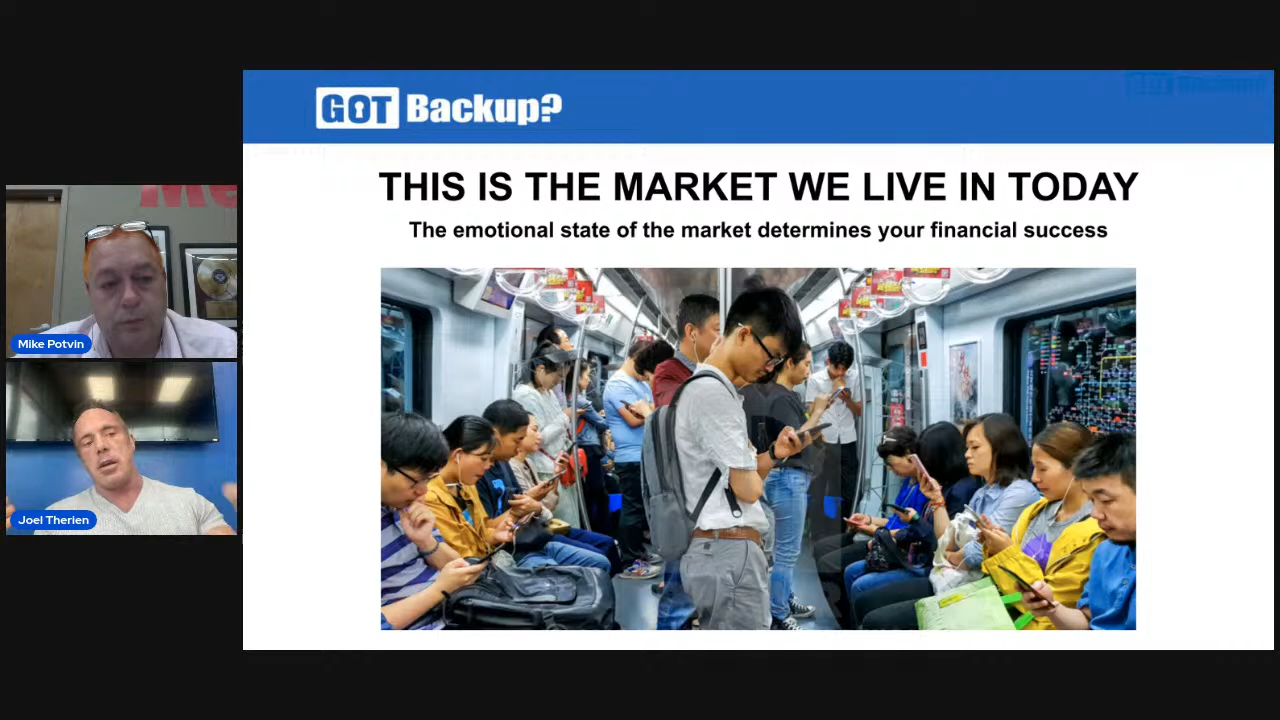 GOT Backup?
THIS IS THE MARKET WE LIVE IN TODAY
The emotional state of the market determines your financial success
Me
Mike Potvin
Joel Therien